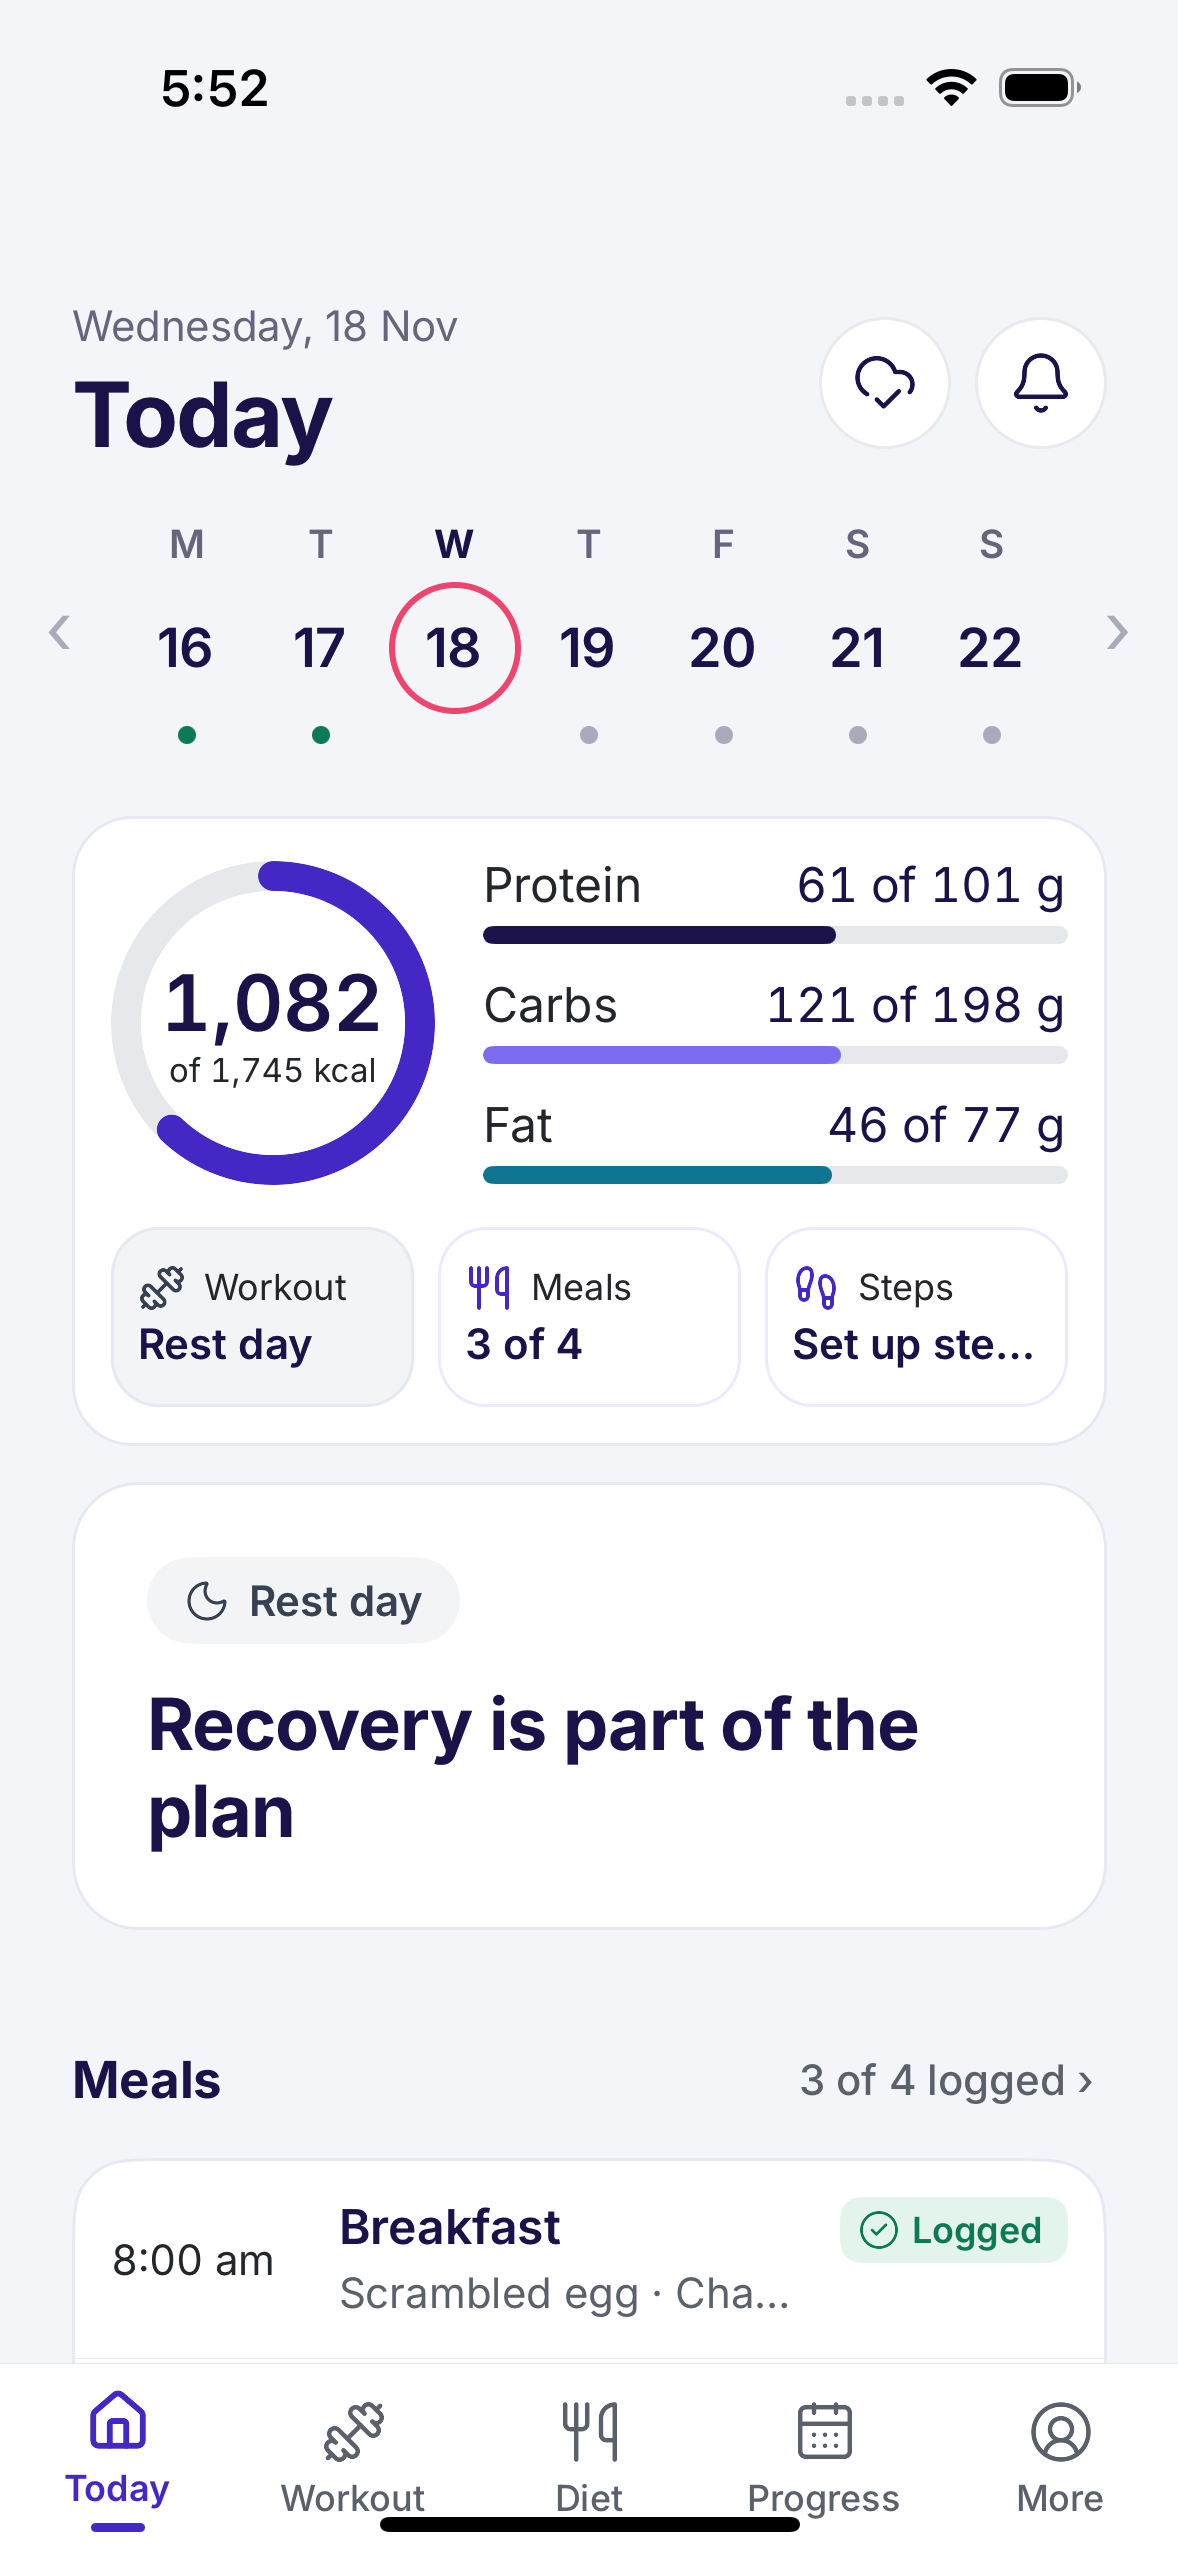 5:52
Wednesday, 18 Nov
Today
M T W T F S S
‹ 16 17 18 19 20 21 22 ›
1,082
of 1,745 kcal
Protein 61 of 101 g
Carbs 121 of 198 g
Fat 46 of 77 g
Workout
Rest day
Meals
3 of 4
Steps
Set up ste...
Rest day
Recovery is part of the
plan
Meals 3 of 4 logged ›
8:00 am
Breakfast
Scrambled egg · Cha...
Logged
Today Workout Diet Progress More